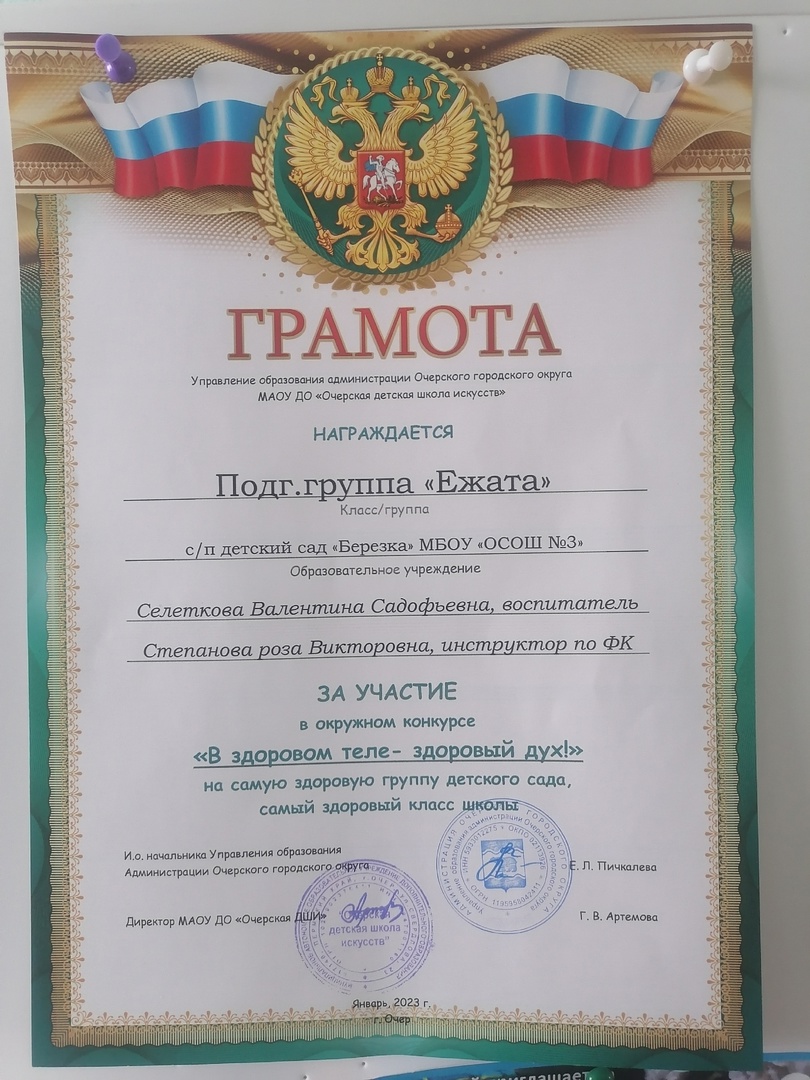 ГРАМОТА
Управление образования администрации Очерского городского округа
МАОУ ДО «Очерская детская школа искусств»
НАГРАЖДАЕТСЯ
Подг.группа «Ежата»
Класс/группа
с/п детский сад «Березка» МБОУ «ОСОШ №3»
Образовательное учреждение
Селеткова Валентина Садофьевна, воспитатель
Степанова роза Викторовна, инструктор по ФК
ЗА УЧАСТИЕ
в окружном конкурсе
«В здоровом теле- здоровый дух!»
на самую здоровую группу детского сада,
самый здоровый класс школы
И.о. начальника Управления образования
Администрации Очерского городского округа
Е. Л. Пичкалева
Директор МАОУ ДО «Очерская ДШИ»
Г. В. Артемова
детская школа
искусств"
Январь, 2023 г.
г. Очер